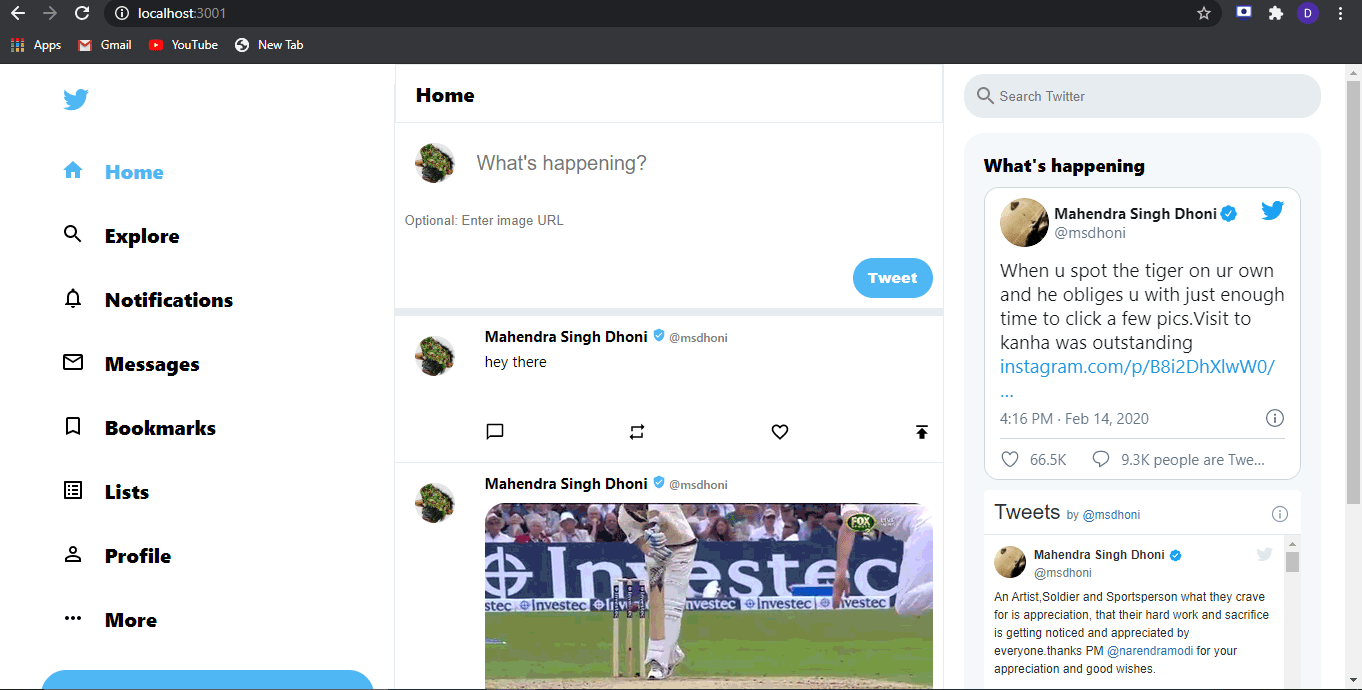 localhost:3001
D
Apps
Gmail
YouTube
New Tab
Home
Explore
Notifications
Messages
Bookmarks
Lists
Profile
More
Home
What's happening?
Optional: Enter image URL
Tweet
Mahendra Singh Dhoni @msdhoni
hey there
Mahendra Singh Dhoni @msdhoni
FOX
LIVE
Investec
stec Investec Investec Investec Investec
Search Twitter
What's happening
Mahendra Singh Dhoni
@msdhoni
When u spot the tiger on ur own
and he obliges u with just enough
time to click a few pics.Visit to
kanha was outstanding
instagram.com/p/B8i2DhXlwW0/
...
4:16 PM · Feb 14, 2020
66.5K
9.3K people are Twe...
Tweets by @msdhoni
Mahendra Singh Dhoni
@msdhoni
An Artist,Soldier and Sportsperson what they crave
for is appreciation, that their hard work and sacrifice
is getting noticed and appreciated by
everyone.thanks PM @narendramodi for your
appreciation and good wishes.